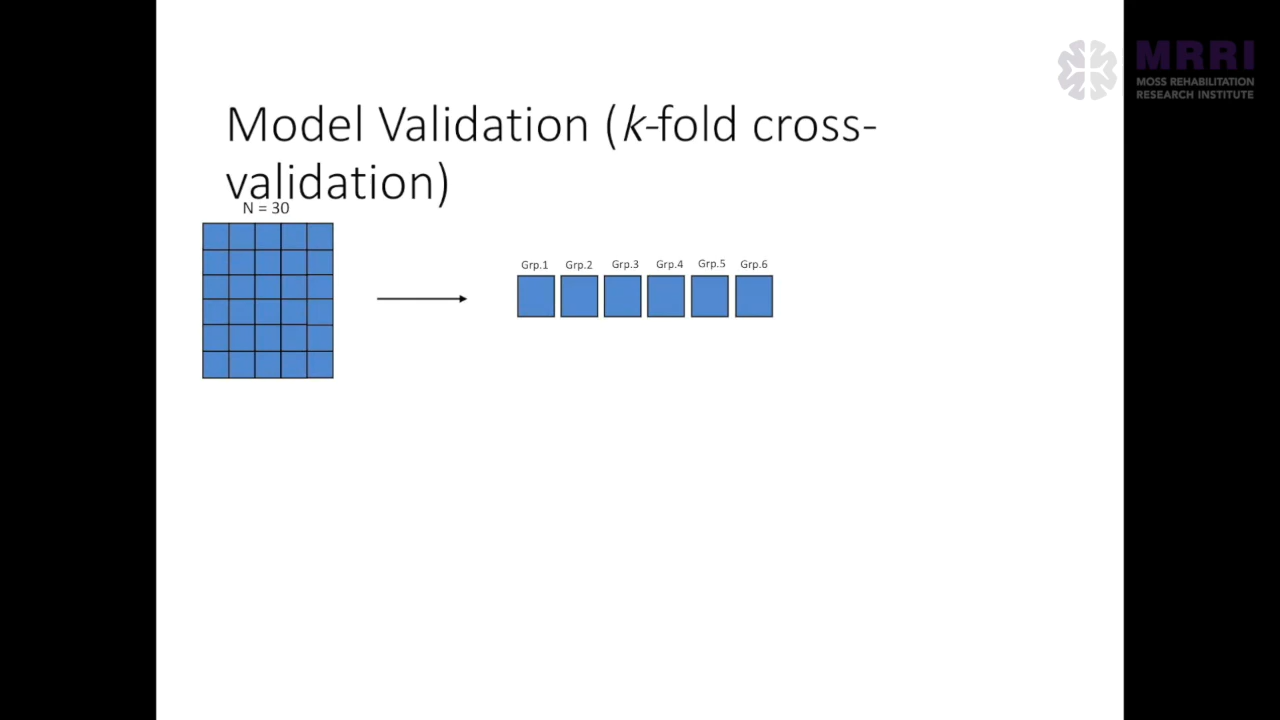 MRRI
MOSS REHABILITATION
RESEARCH INSTITUTE
Model Validation (k-fold cross-
validation)
N = 30
Grp.1 Grp.2 Grp.3 Grp.4 Grp.5 Grp.6